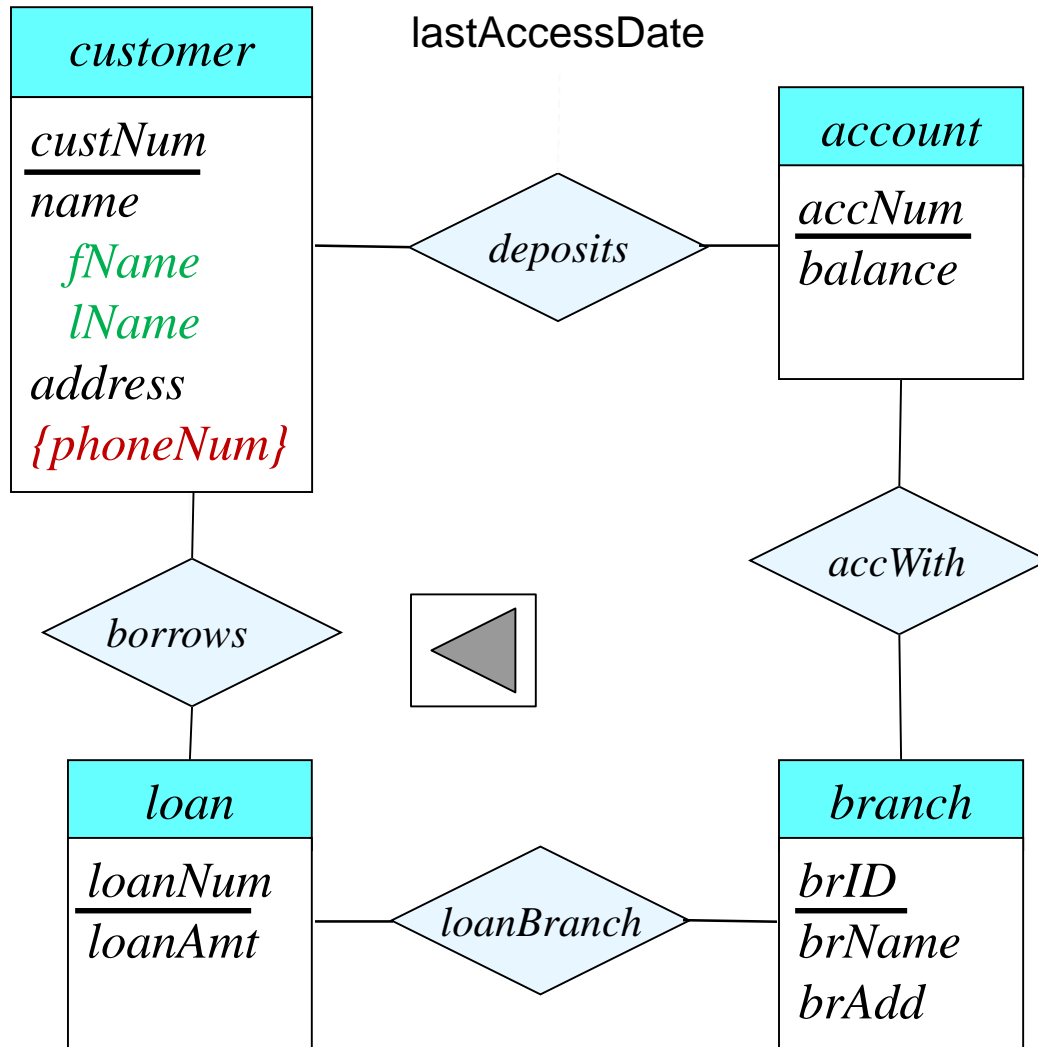 customer
custNum
name
fName
lName
address
{phoneNum}
lastAccessDate
deposits
account
accNum
balance
borrows
accWith
loan
loanNum
loanAmt
loanBranch
branch
brID
brName
brAdd